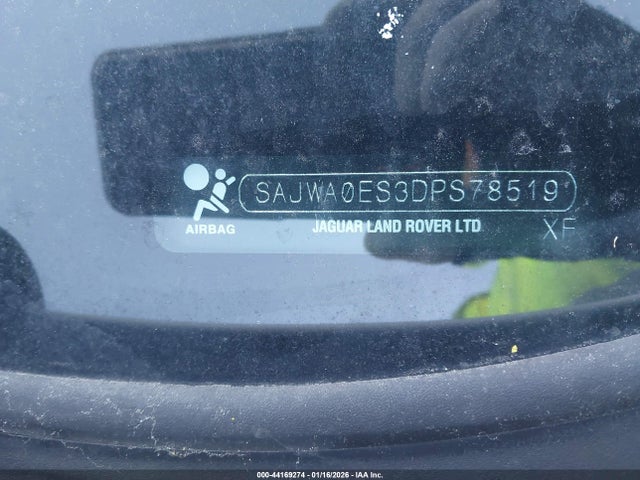 SAJWA0ES3DPS78519
AIRBAG
JAGUAR LAND ROVER LTD
XF
000-44169274 - 01/16/2026 - IAA Inc.